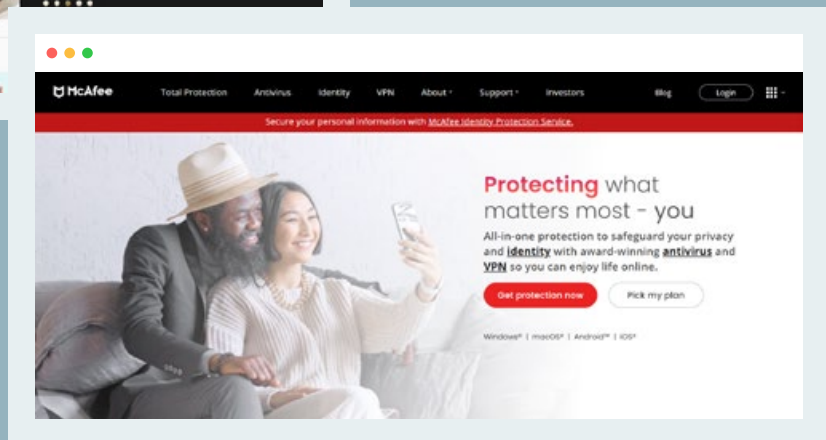 McAfee
Total Protection Antivirus Identity VPN About Support Investors Blog Login
Secure your personal information with McAfee Identity Protection Service.
Protecting what
matters most - you
All-in-one protection to safeguard your privacy
and identity with award-winning antivirus and
VPN so you can enjoy life online.
Get protection now Pick my plan
Windows® | macOS® | Android™ | iOS®